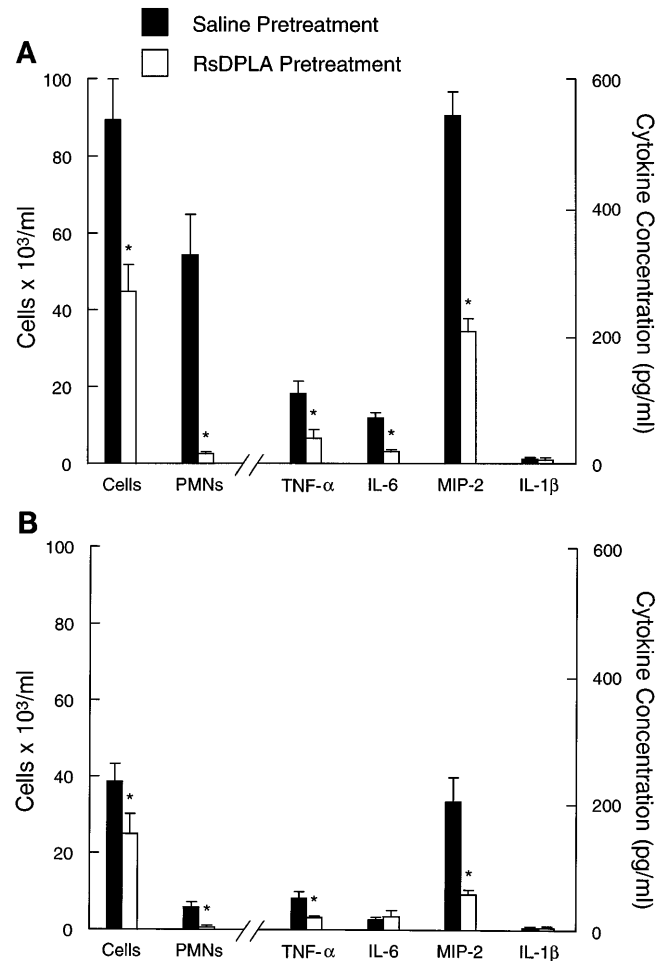 Saline Pretreatment
RsDPLA Pretreatment
A
Cells x 10³/ml
100
80
60
40
20
0
600
400
200
0
Cytokine Concentration (pg/ml)
* * * * *
Cells PMNs TNF-α IL-6 MIP-2 IL-1β
B
Cells x 10³/ml
100
80
60
40
20
0
600
400
200
0
Cytokine Concentration (pg/ml)
* * * *
Cells PMNs TNF-α IL-6 MIP-2 IL-1β